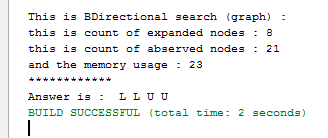 This is BDirectional search (graph) :
this is count of expanded nodes : 8
this is count of abserved nodes : 21
and the memory usage : 23
************
Answer is :  L L U U
BUILD SUCCESSFUL (total time: 2 seconds)